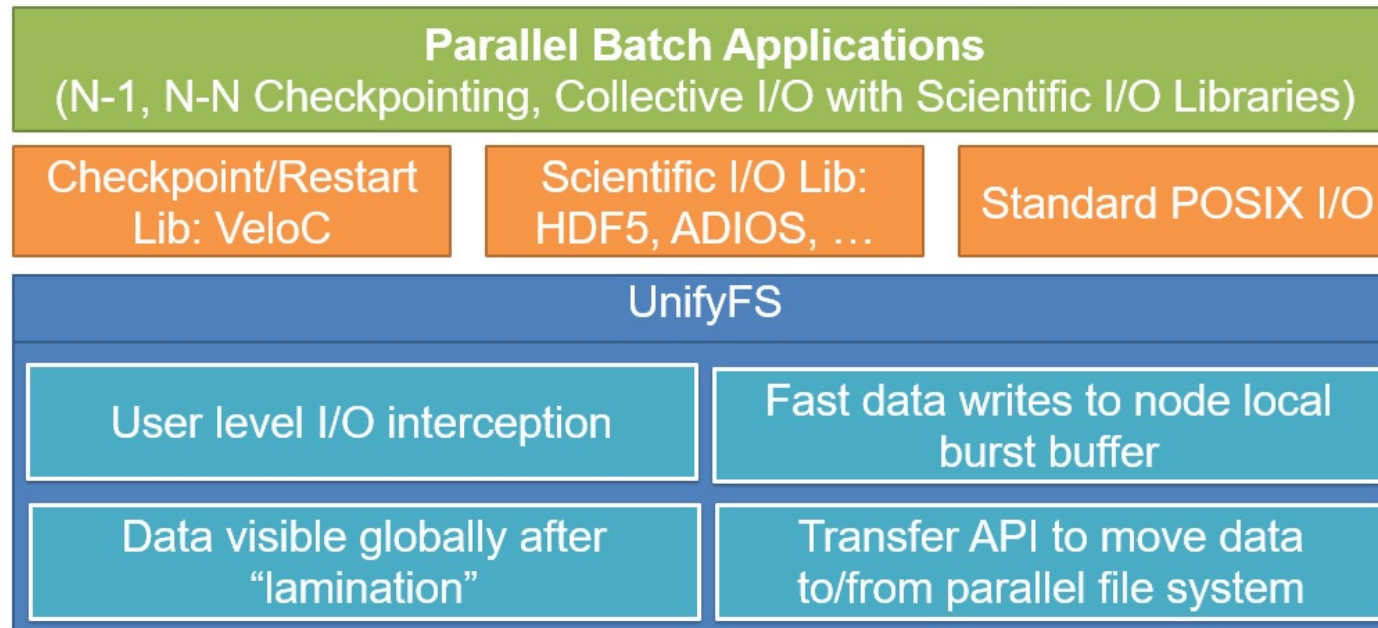 Parallel Batch Applications
(N-1, N-N Checkpointing, Collective I/O with Scientific I/O Libraries)
Checkpoint/Restart
Lib: VeloC
Scientific I/O Lib:
HDF5, ADIOS, …
Standard POSIX I/O
UnifyFS
User level I/O interception
Fast data writes to node local
burst buffer
Data visible globally after
“lamination”
Transfer API to move data
to/from parallel file system